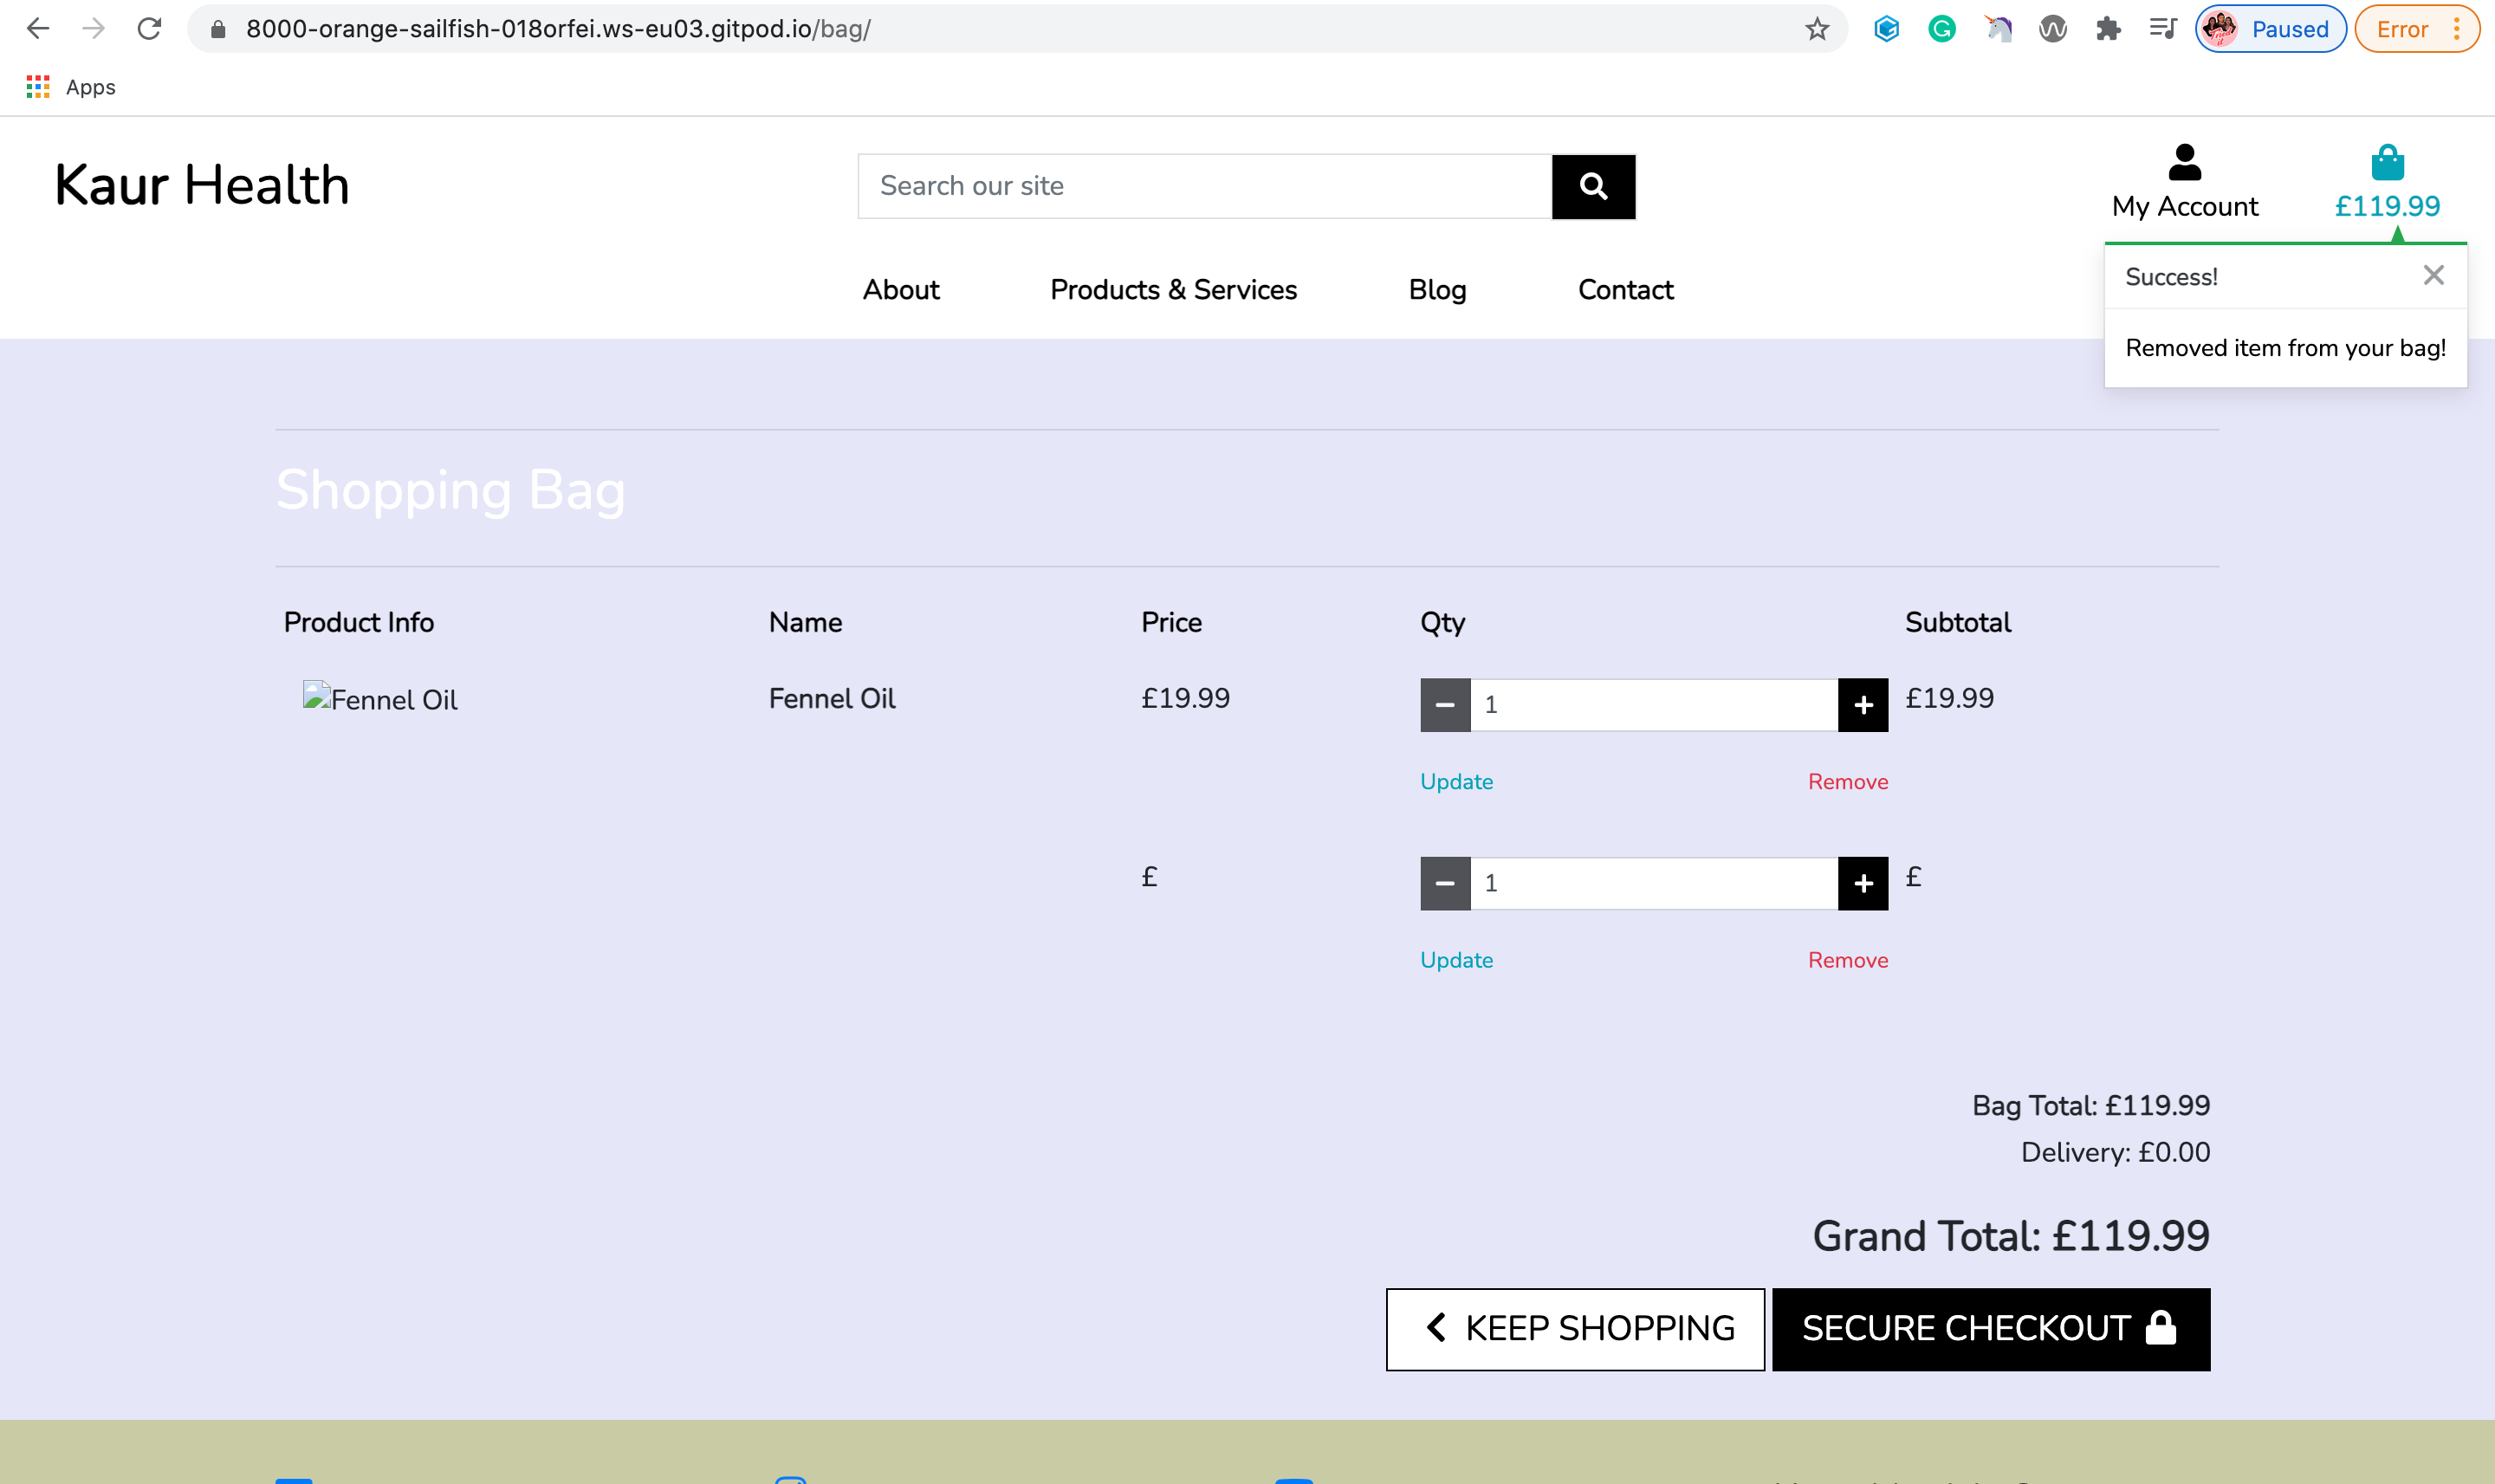 8000-orange-sailfish-018orfei.ws-eu03.gitpod.io/bag/
Paused
Error
Apps
Kaur Health
Search our site
My Account
£119.99
About
Products & Services
Blog
Contact
Success!
Removed item from your bag!
Shopping Bag
Product Info Name Price Qty Subtotal
Fennel Oil Fennel Oil £19.99 1 £19.99
Update Remove
£ 1 £
Update Remove
Bag Total: £119.99
Delivery: £0.00
Grand Total: £119.99
KEEP SHOPPING
SECURE CHECKOUT